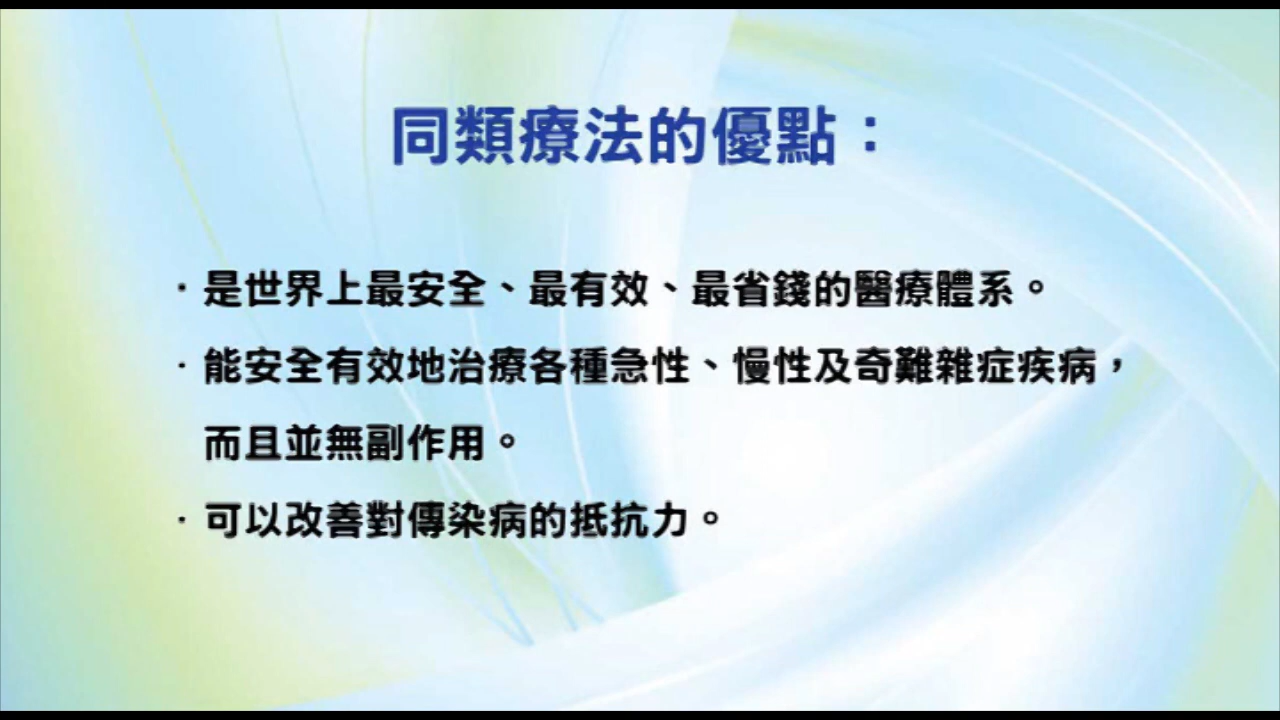 同類療法的優點：
·是世界上最安全、最有效、最省錢的醫療體系。
·能安全有效地治療各種急性、慢性及奇難雜症疾病，
而且並無副作用。
·可以改善對傳染病的抵抗力。